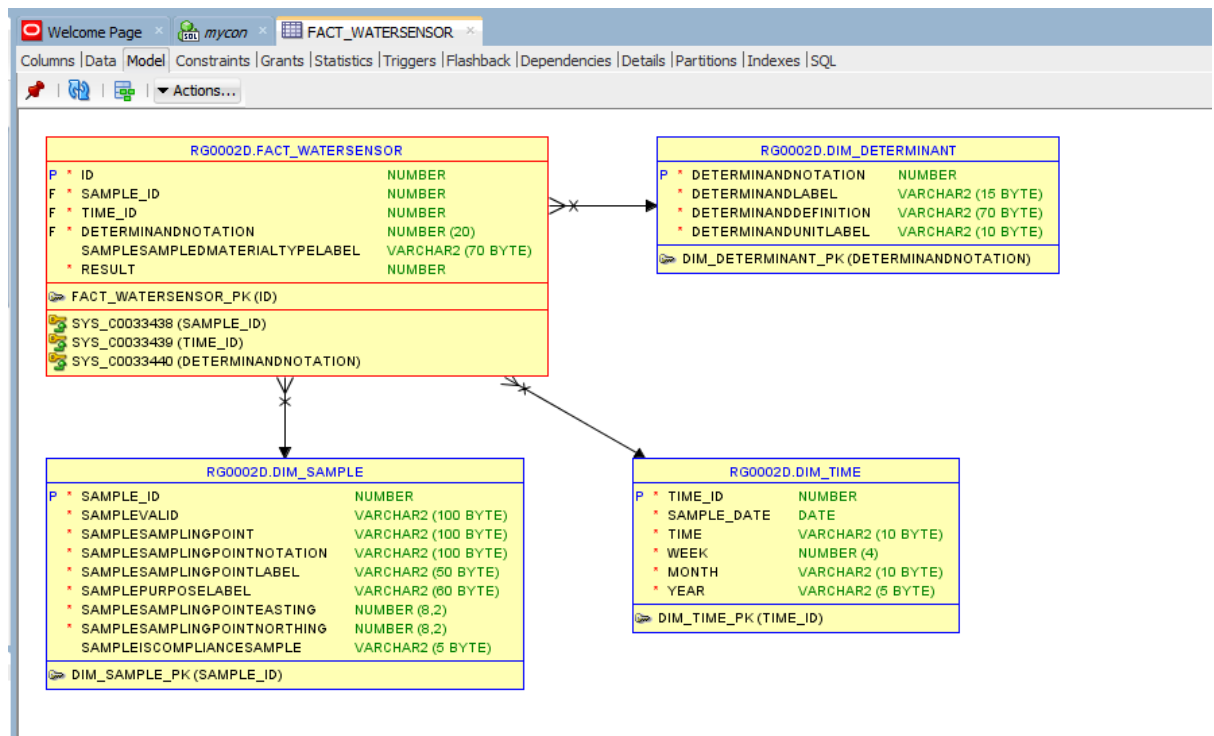 Welcome Page
mycon
FACT_WATERSENSOR
Columns |Data |Model| Constraints |Grants |Statistics |Triggers |Flashback |Dependencies |Details |Partitions |Indexes |SQL
Actions...
RG0002D.FACT_WATERSENSOR
P * ID NUMBER
F * SAMPLE_ID NUMBER
F * TIME_ID NUMBER
F * DETERMINANDNOTATION NUMBER (20)
SAMPLESAMPLEDMATERIALTYPELABEL VARCHAR2 (70 BYTE)
* RESULT NUMBER
FACT_WATERSENSOR_PK (ID)
SYS_C0033438 (SAMPLE_ID)
SYS_C0033439 (TIME_ID)
SYS_C0033440 (DETERMINANDNOTATION)
RG0002D.DIM_DETERMINANT
P * DETERMINANDNOTATION NUMBER
* DETERMINANDLABEL VARCHAR2 (15 BYTE)
* DETERMINANDDEFINITION VARCHAR2 (70 BYTE)
* DETERMINANDUNITLABEL VARCHAR2 (10 BYTE)
DIM_DETERMINANT_PK (DETERMINANDNOTATION)
RG0002D.DIM_SAMPLE
P * SAMPLE_ID NUMBER
* SAMPLEVALID VARCHAR2 (100 BYTE)
* SAMPLESAMPLINGPOINT VARCHAR2 (100 BYTE)
* SAMPLESAMPLINGPOINTNOTATION VARCHAR2 (100 BYTE)
* SAMPLESAMPLINGPOINTLABEL VARCHAR2 (50 BYTE)
* SAMPLEPURPOSELABEL VARCHAR2 (60 BYTE)
* SAMPLESAMPLINGPOINTEASTING NUMBER (8,2)
* SAMPLESAMPLINGPOINTNORTHING NUMBER (8,2)
SAMPLEISCOMPLIANCESAMPLE VARCHAR2 (5 BYTE)
DIM_SAMPLE_PK (SAMPLE_ID)
RG0002D.DIM_TIME
P * TIME_ID NUMBER
* SAMPLE_DATE DATE
* TIME VARCHAR2 (10 BYTE)
* WEEK NUMBER (4)
* MONTH VARCHAR2 (10 BYTE)
* YEAR VARCHAR2 (5 BYTE)
DIM_TIME_PK (TIME_ID)